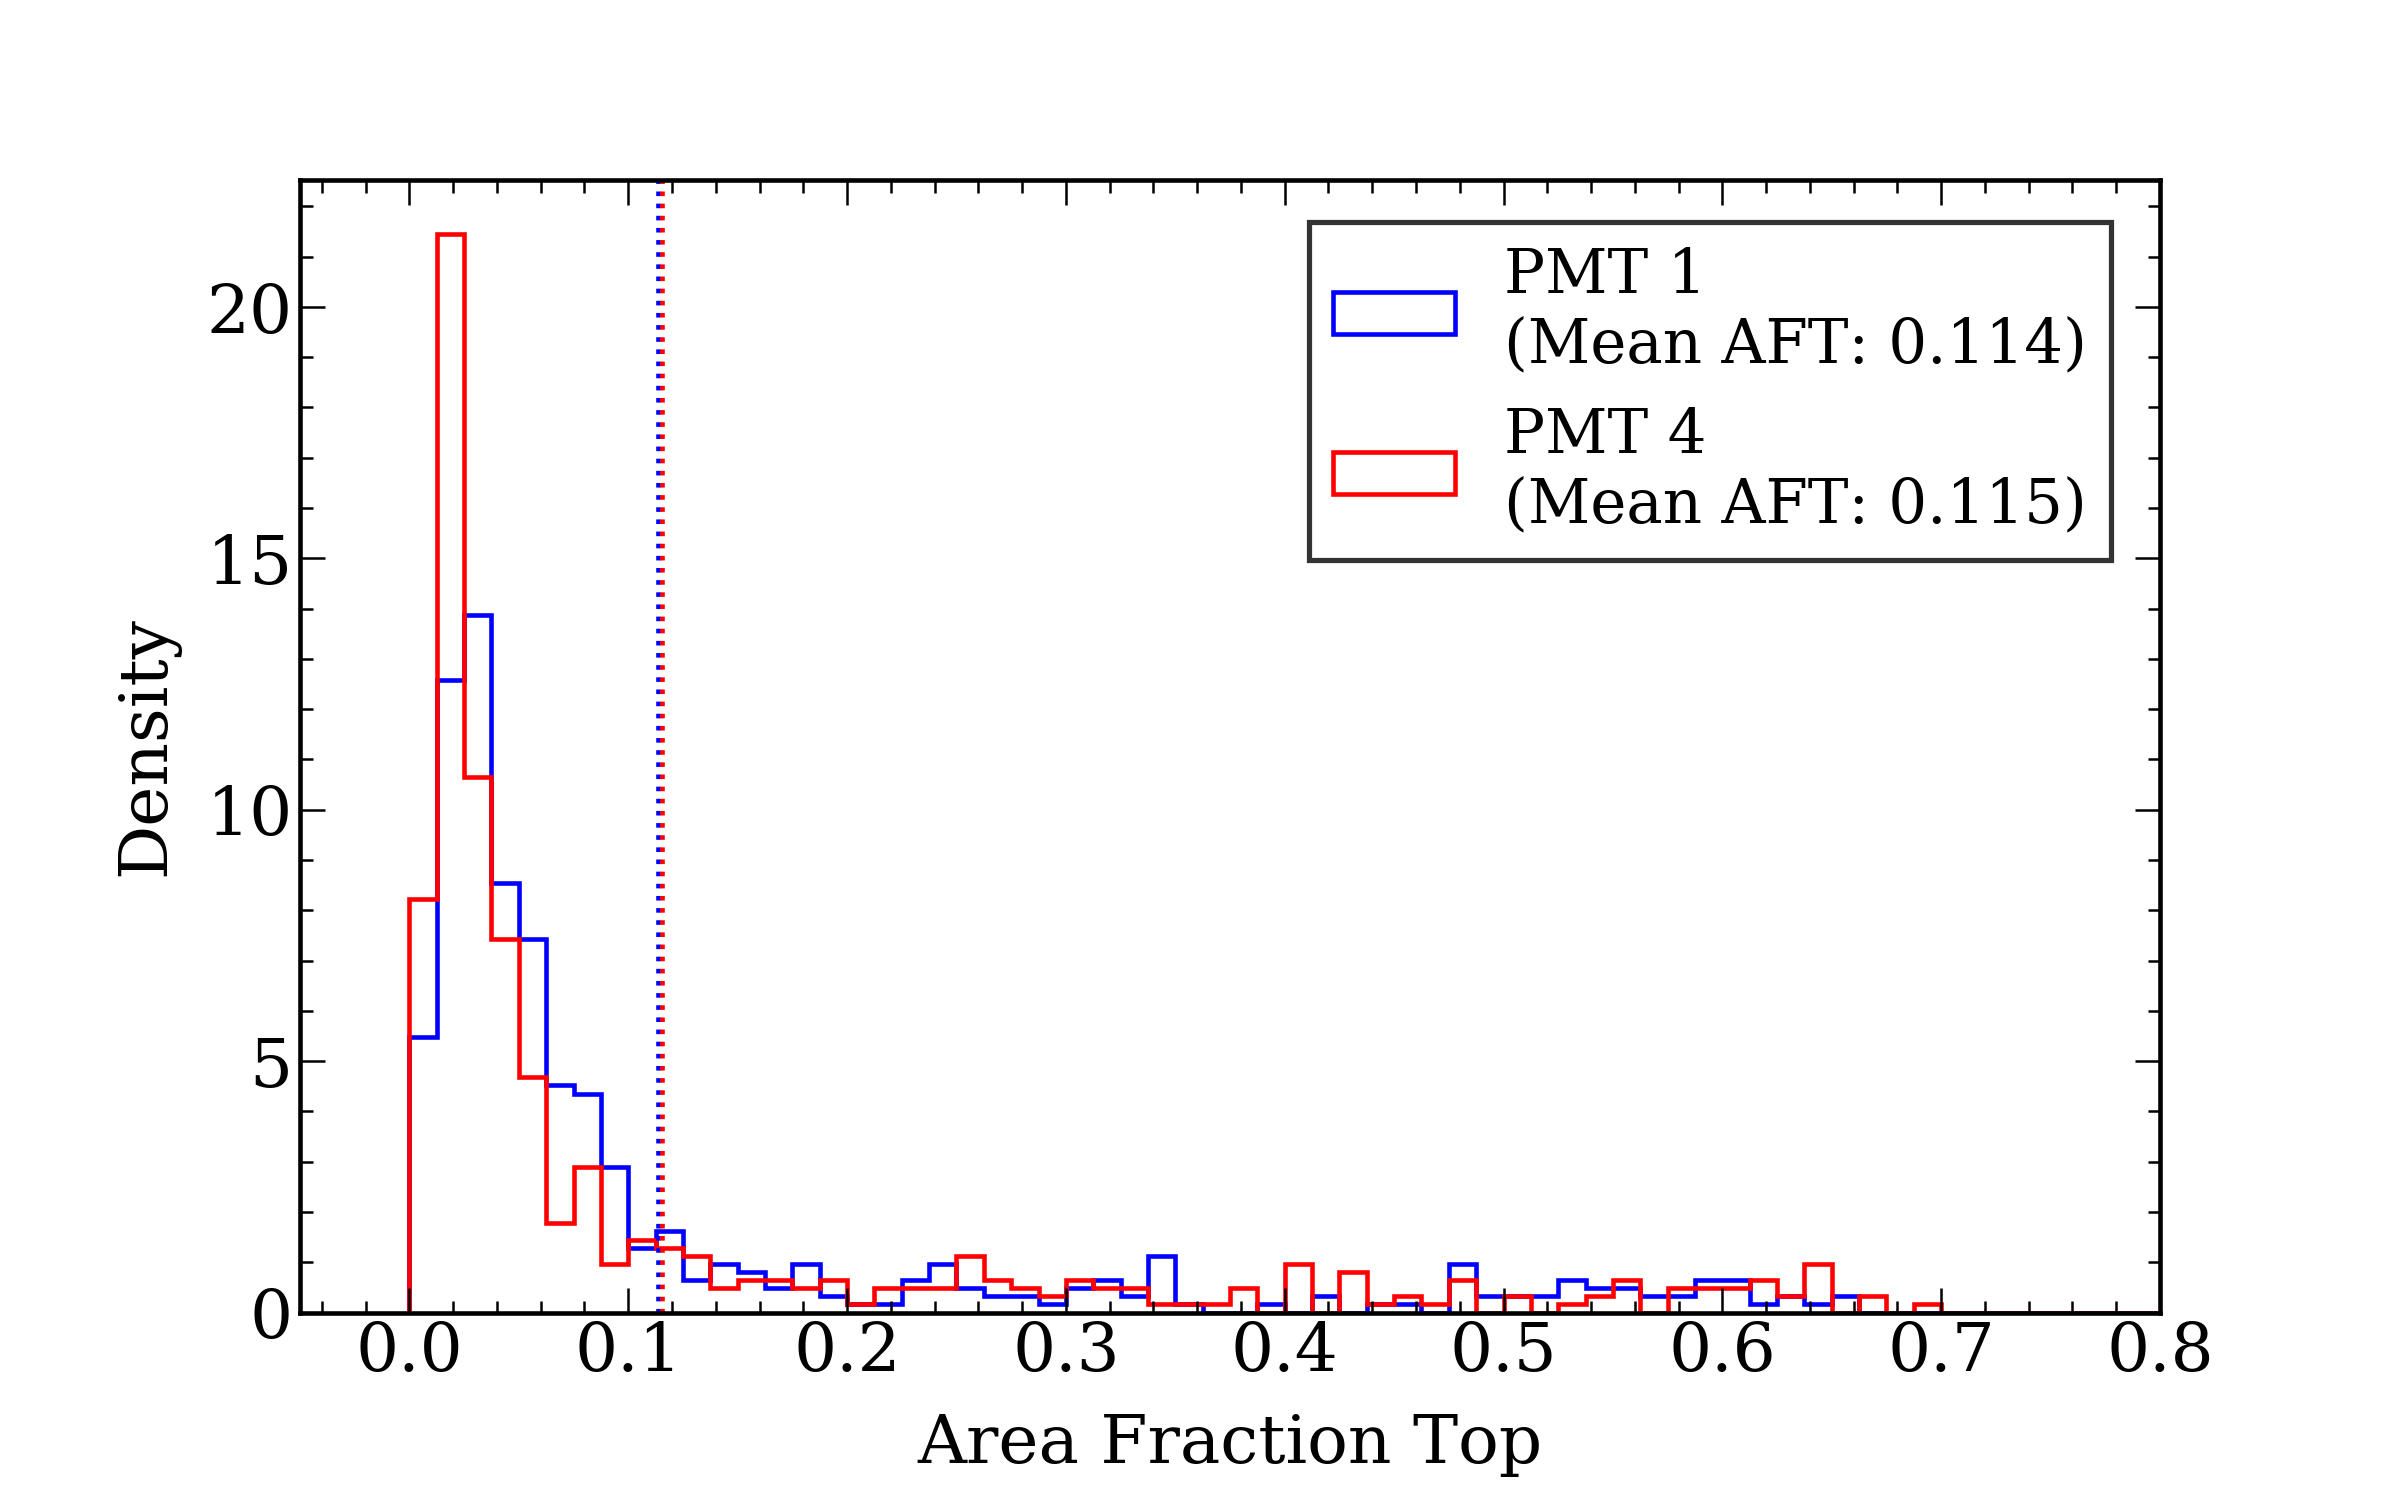 PMT 1
(Mean AFT: 0.114)
PMT 4
(Mean AFT: 0.115)
20
15
10
5
0
Density
0.0 0.1 0.2 0.3 0.4 0.5 0.6 0.7 0.8
Area Fraction Top